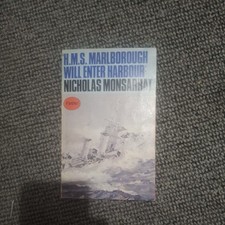 'H.M.S. MARLBOROUGH
WILL ENTER HARBOUR'
NICHOLAS MONSARRAT